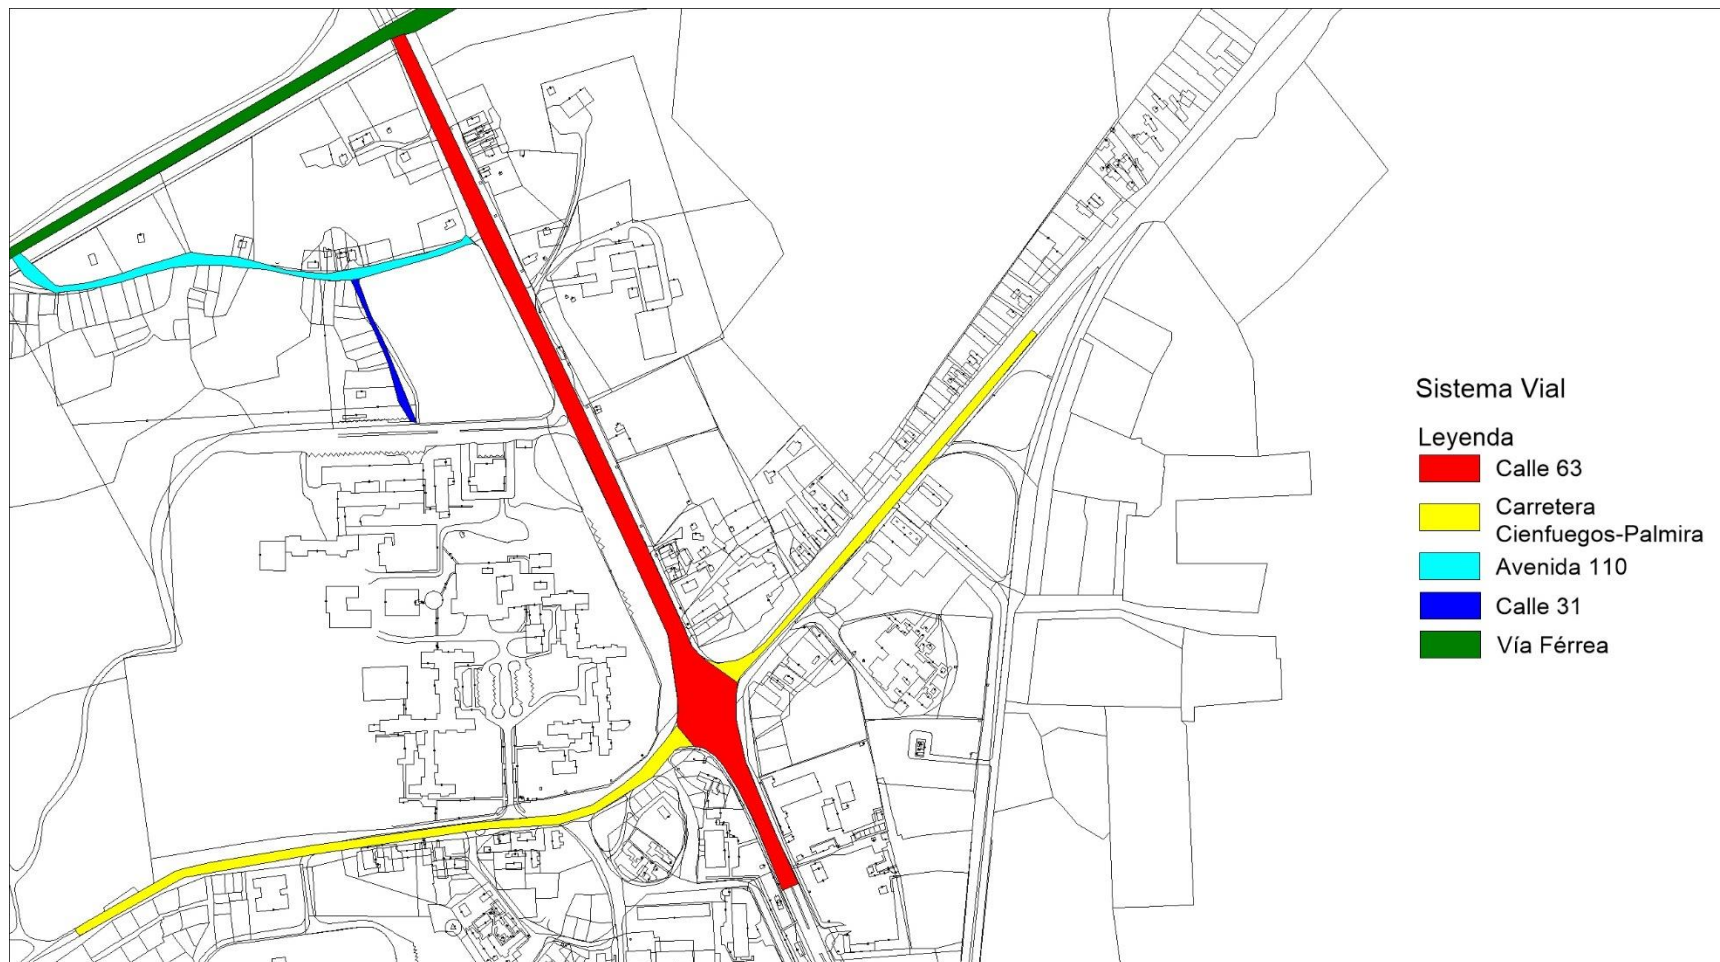 Sistema Vial
Leyenda
Calle 63
Carretera
Cienfuegos-Palmira
Avenida 110
Calle 31
Vía Férrea